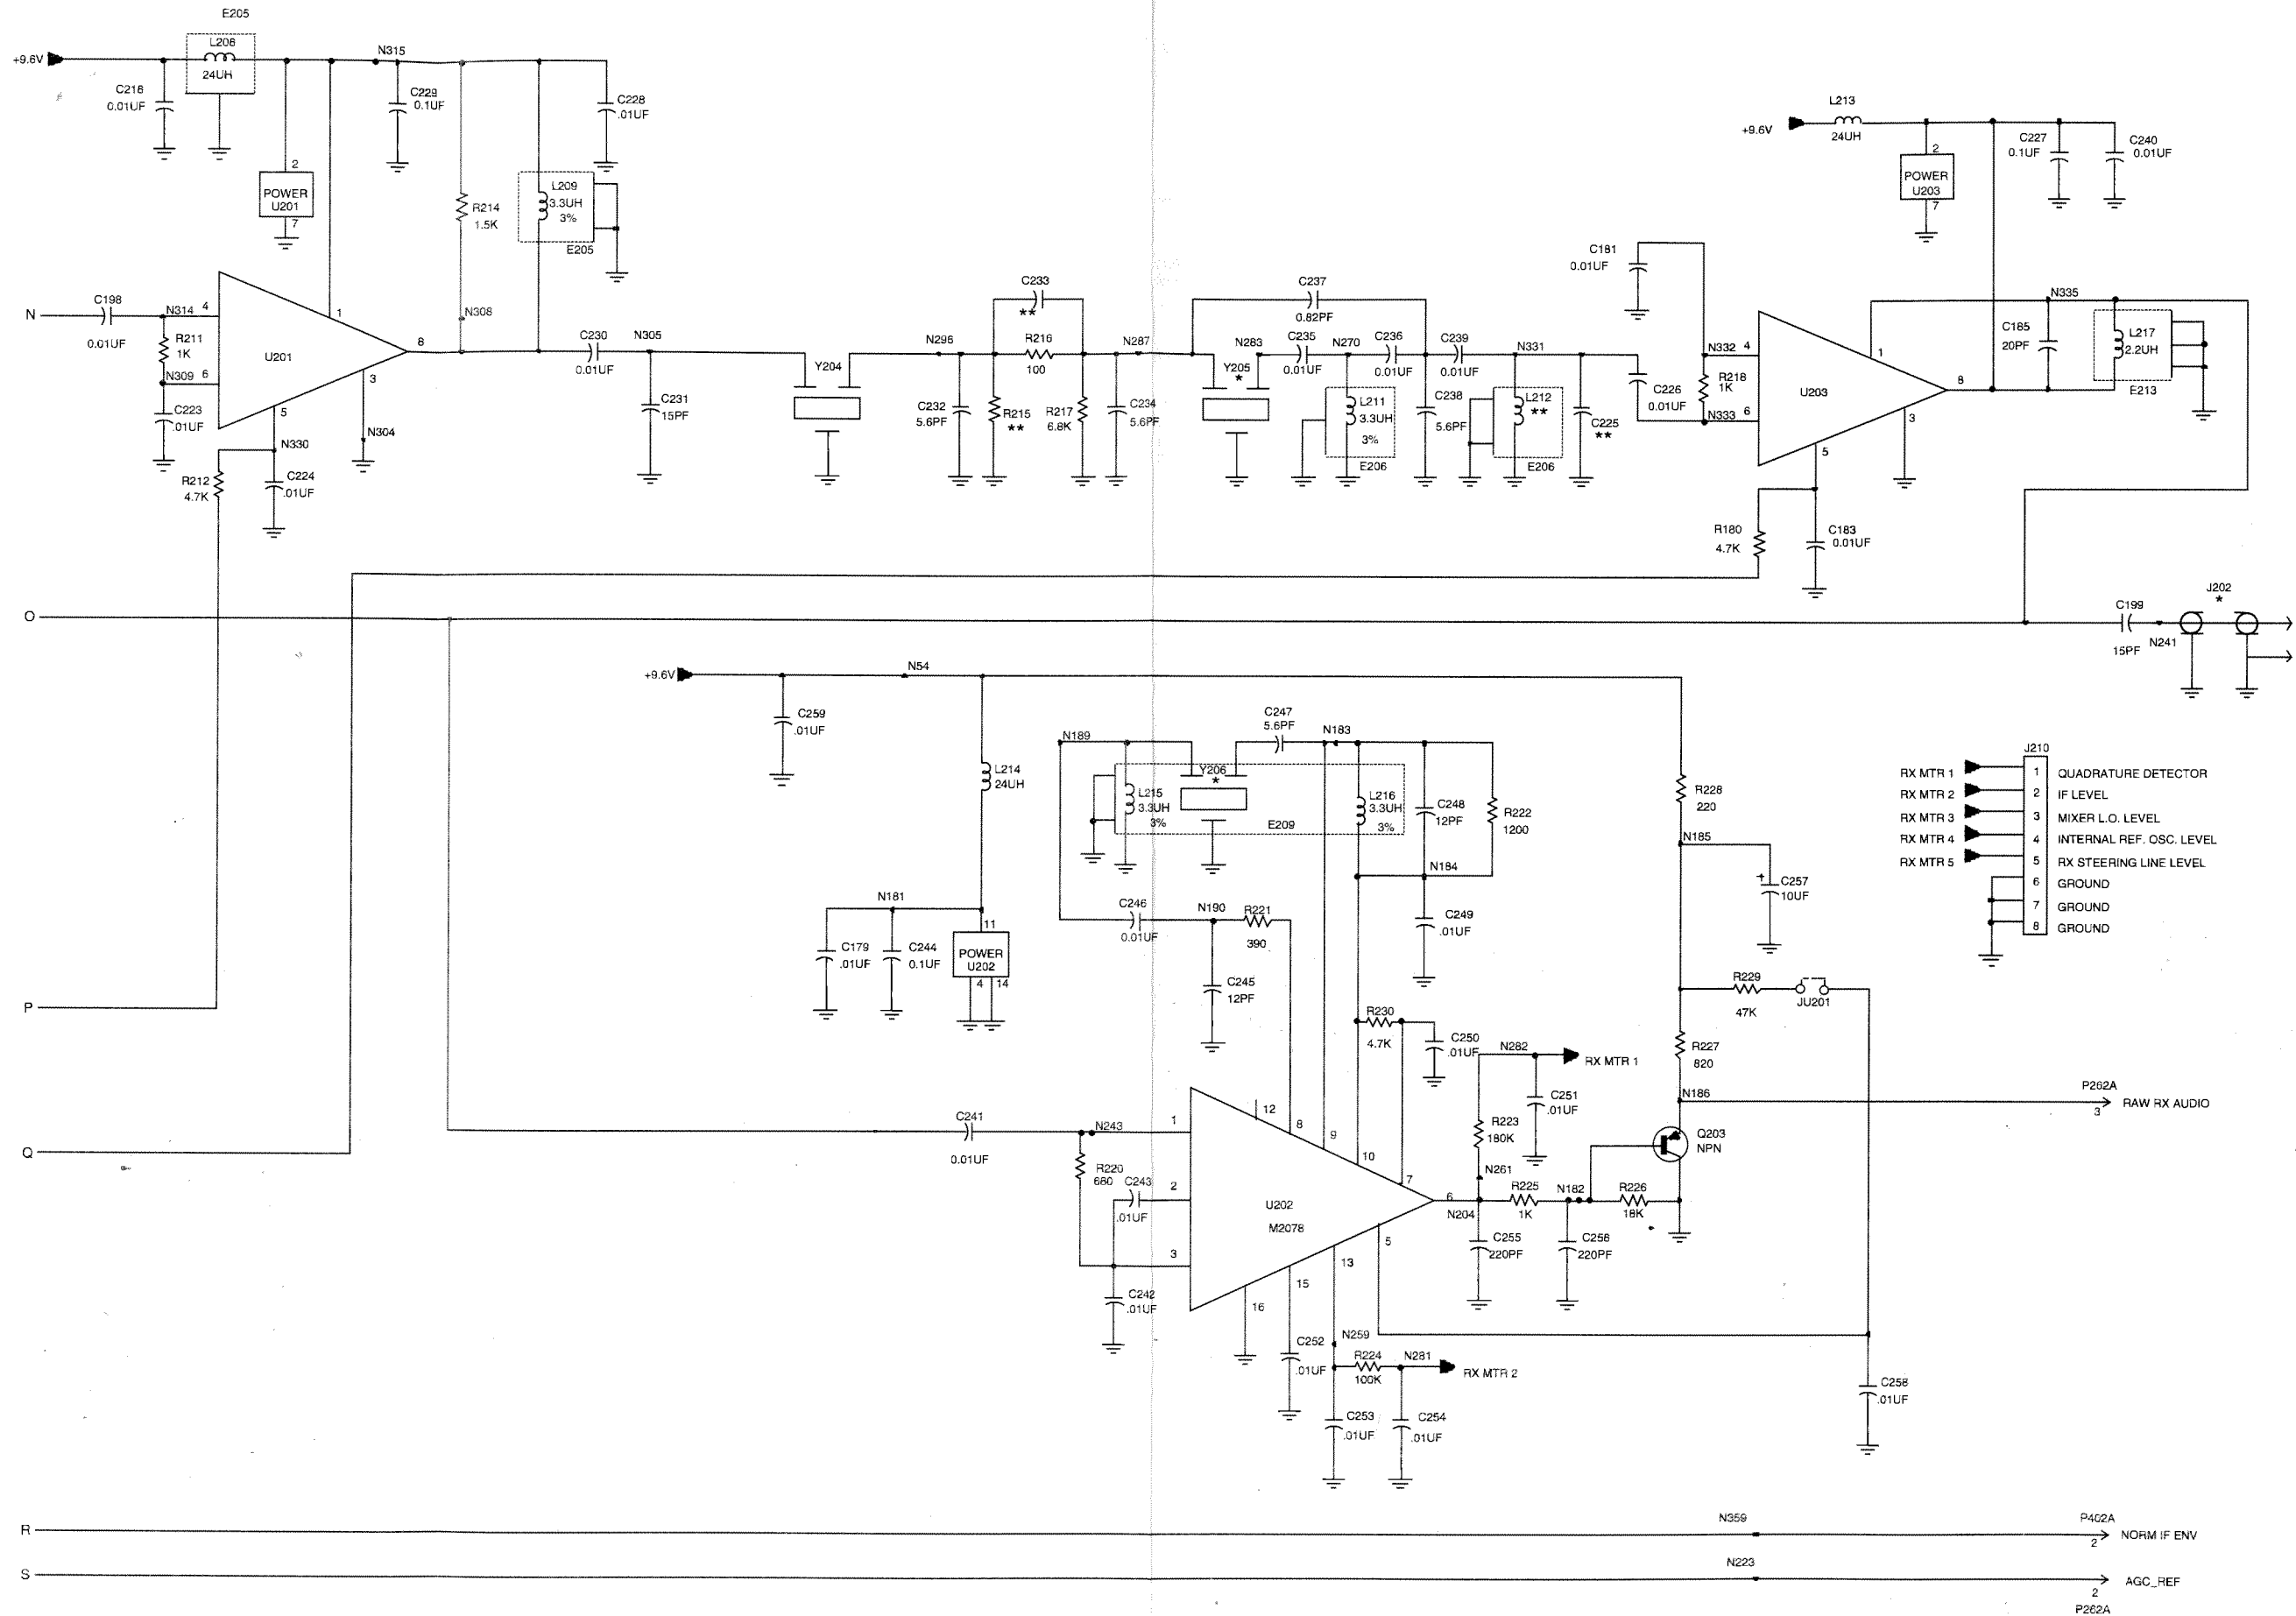 E205
L208
24UH
+9.6V
N315
C218
0.01UF
C229
0.1UF
C228
.01UF
2
POWER
U201
7
R214
1.5K
L209
3.3UH
3%
E205
N
C198
0.01UF
N314
4
R211
1K
N309
6
C223
.01UF
U201
1
8
3
5
N308
N330
N304
R212
4.7K
C224
.01UF
C230
0.01UF
N305
C231
15PF
Y204
N296
C233
**
R216
100
N287
C232
5.6PF
R215
**
R217
6.8K
C234
5.6PF
C237
0.82PF
Y205
*
N283
C235
0.01UF
N270
C236
0.01UF
C239
0.01UF
N331
L211
3.3UH
3%
E206
C238
5.6PF
L212
**
E206
C225
**
C226
0.01UF
C181
0.01UF
N332
4
R218
1K
N333
6
U203
1
8
3
5
L213
+9.6V
24UH
2
POWER
U203
7
C227
0.1UF
C240
0.01UF
N335
C185
20PF
L217
2.2UH
E213
R180
4.7K
C183
0.01UF
O
C199
15PF
N241
J202
*
+9.6V
N54
C259
.01UF
L214
24UH
N181
C179
.01UF
C244
0.1UF
11
POWER
U202
4
14
N189
C247
5.6PF
N183
Y206
*
L215
3.3UH
3%
E209
L216
3.3UH
3%
C248
12PF
R222
1200
N184
C246
0.01UF
N190
R221
390
C249
.01UF
C245
12PF
R230
4.7K
C250
.01UF
R228
220
N185
+
C257
10UF
R229
47K
JU201
R227
820
N186
P262A
3
RAW RX AUDIO
Q203
NPN
J210
RX MTR 1
1
QUADRATURE DETECTOR
RX MTR 2
2
IF LEVEL
RX MTR 3
3
MIXER L.O. LEVEL
RX MTR 4
4
INTERNAL REF. OSC. LEVEL
RX MTR 5
5
RX STEERING LINE LEVEL
6
GROUND
7
GROUND
8
GROUND
P
Q
C241
0.01UF
N243
R220
680
C243
.01UF
C242
.01UF
1
2
3
12
8
9
10
7
U202
M2078
6
5
13
15
16
N282
RX MTR 1
C251
.01UF
R223
180K
N261
N204
R225
1K
N182
R226
18K
C255
220PF
C256
220PF
C252
.01UF
N259
R224
100K
N281
RX MTR 2
C253
.01UF
C254
.01UF
C258
.01UF
R
N359
P402A
2
NORM IF ENV
S
N223
2
AGC_REF
P262A